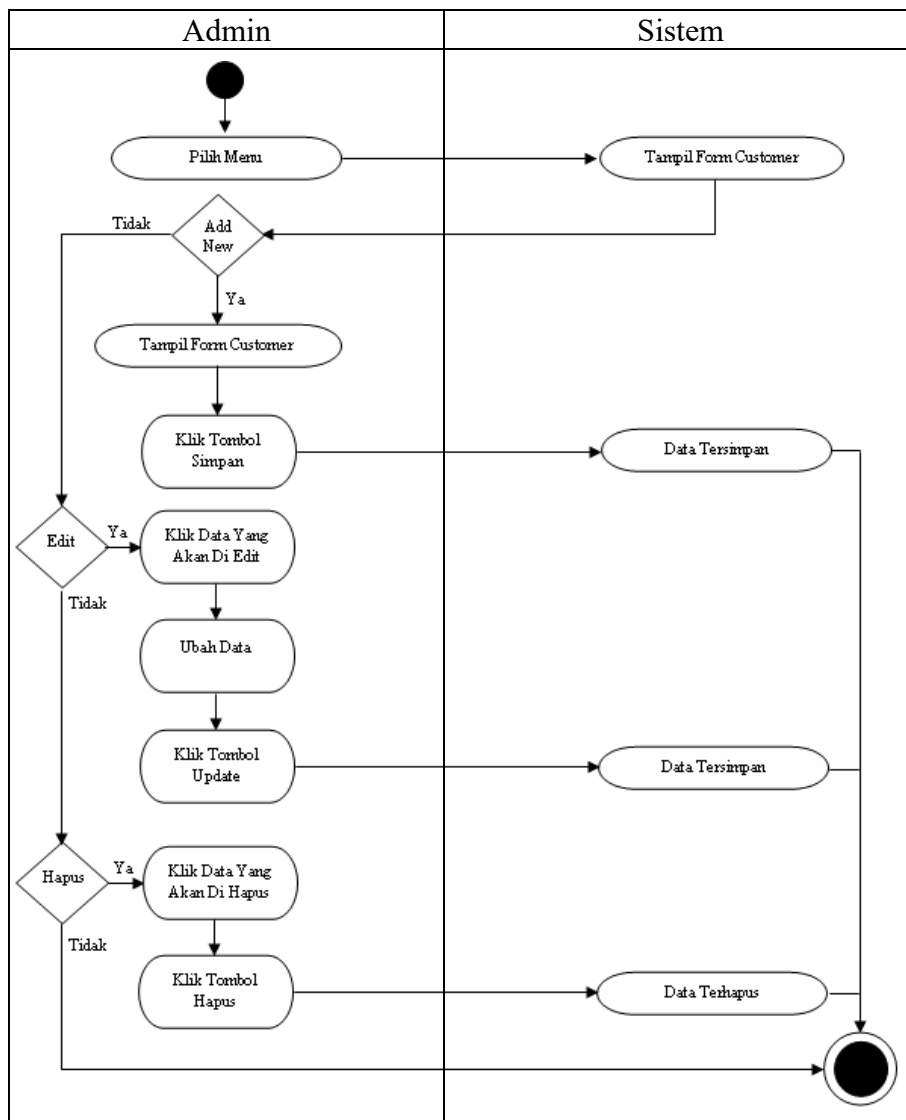 Admin
Sistem
Pilih Menu
Tampil Form Customer
Tidak
Add
New
Ya
Tampil Form Customer
Klik Tombol
Simpan
Data Tersimpan
Edit
Ya
Klik Data Yang
Akan Di Edit
Tidak
Ubah Data
Klik Tombol
Update
Data Tersimpan
Hapus
Ya
Klik Data Yang
Akan Di Hapus
Tidak
Klik Tombol
Hapus
Data Terhapus